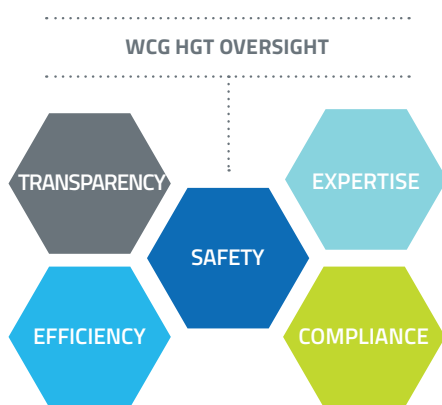 WCG HGT OVERSIGHT
TRANSPARENCY
EXPERTISE
SAFETY
EFFICIENCY
COMPLIANCE